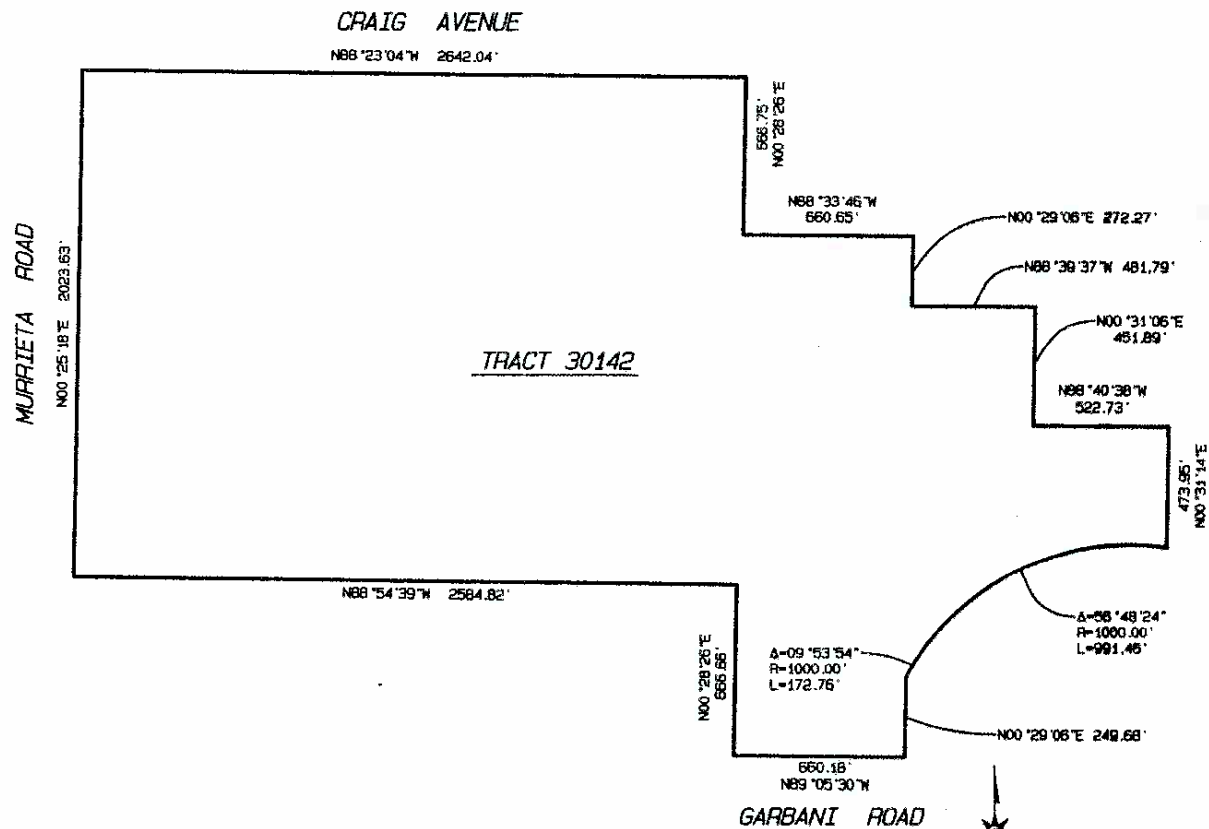 CRAIG AVENUE
N88°23'04"W 2642.04'
566.75'
N00°28'26"E
N88°33'46"W
660.65'
N00°29'06"E 272.27'
N88°39'37"W 481.79'
MURRIETA ROAD
N00°25'18"E 2023.63'
N00°31'06"E
451.89'
TRACT 30142
N88°40'38"W
522.73'
473.95'
N00°31'14"E
N88°54'39"W 2584.82'
Δ=56°48'24"
R=1000.00'
L=991.45'
Δ=09°53'54"
R=1000.00'
L=172.76'
N00°28'26"E
666.66'
N00°29'06"E 249.68'
660.18'
N89°05'30"W
GARBANI ROAD